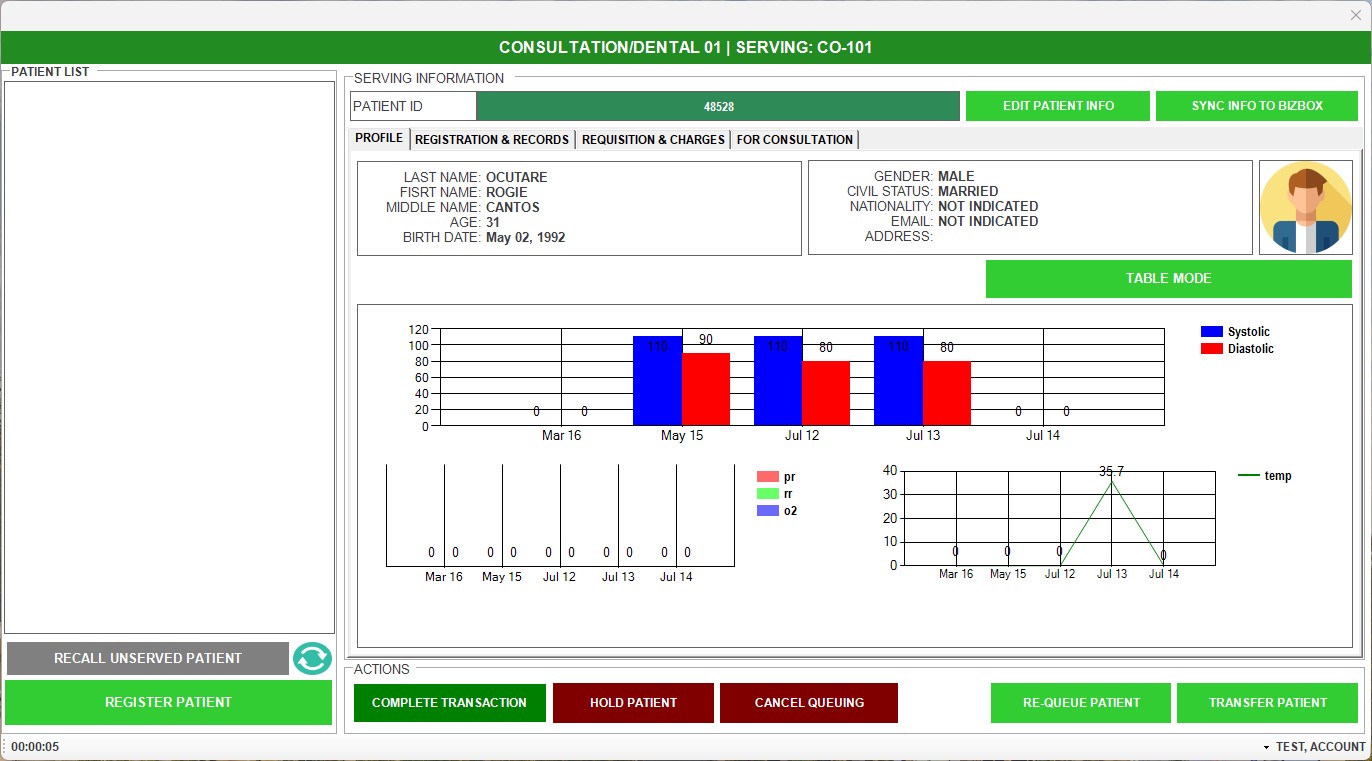 CONSULTATION/DENTAL 01 | SERVING: CO-101
PATIENT LIST
SERVING INFORMATION
PATIENT ID 48528 EDIT PATIENT INFO SYNC INFO TO BIZBOX
PROFILE REGISTRATION & RECORDS REQUISITION & CHARGES FOR CONSULTATION
LAST NAME: OCUTARE
FISRT NAME: ROGIE
MIDDLE NAME: CANTOS
AGE: 31
BIRTH DATE: May 02, 1992
GENDER: MALE
CIVIL STATUS: MARRIED
NATIONALITY: NOT INDICATED
EMAIL: NOT INDICATED
ADDRESS:
TABLE MODE
120
100
80
60
40
20
0
0 0 110 90 110 80 110 80 0 0
Mar 16 May 15 Jul 12 Jul 13 Jul 14
Systolic
Diastolic
0 0 0 0 0 0 0 0 0 0
Mar 16 May 15 Jul 12 Jul 13 Jul 14
pr
rr
o2
40
30
20
10
0
0 0 0 35.7 0
Mar 16 May 15 Jul 12 Jul 13 Jul 14
temp
RECALL UNSERVED PATIENT
REGISTER PATIENT
ACTIONS
COMPLETE TRANSACTION HOLD PATIENT CANCEL QUEUING RE-QUEUE PATIENT TRANSFER PATIENT
00:00:05 TEST, ACCOUNT